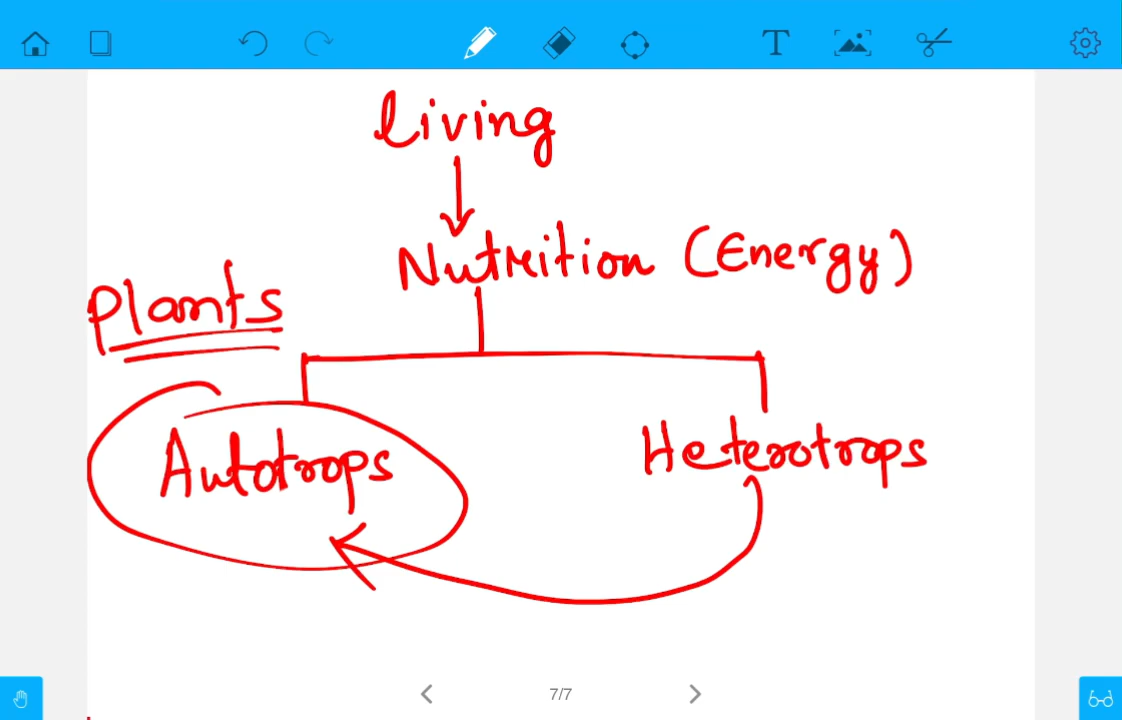 living
Nutrition (Energy)
Plants
Autotrops
Heterotrops
T
7/7